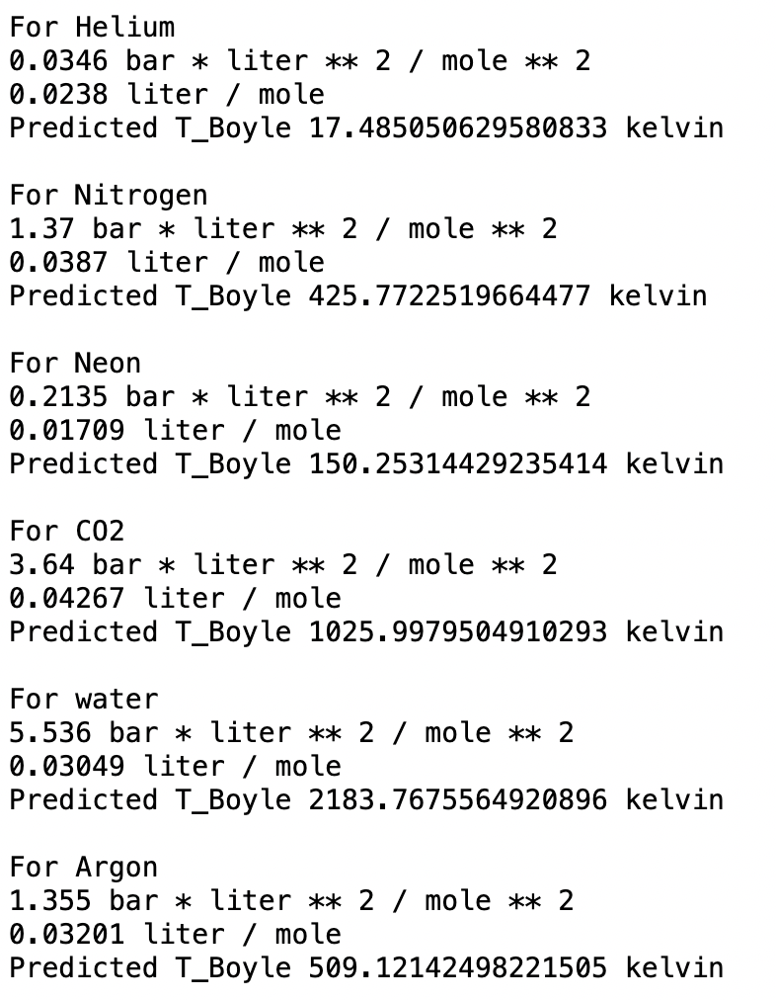 For Helium
0.0346 bar * liter ** 2 / mole ** 2
0.0238 liter / mole
Predicted T_Boyle 17.485050629580833 kelvin
For Nitrogen
1.37 bar * liter ** 2 / mole ** 2
0.0387 liter / mole
Predicted T_Boyle 425.7722519664477 kelvin
For Neon
0.2135 bar * liter ** 2 / mole ** 2
0.01709 liter / mole
Predicted T_Boyle 150.25314429235414 kelvin
For CO2
3.64 bar * liter ** 2 / mole ** 2
0.04267 liter / mole
Predicted T_Boyle 1025.9979504910293 kelvin
For water
5.536 bar * liter ** 2 / mole ** 2
0.03049 liter / mole
Predicted T_Boyle 2183.7675564920896 kelvin
For Argon
1.355 bar * liter ** 2 / mole ** 2
0.03201 liter / mole
Predicted T_Boyle 509.12142498221505 kelvin